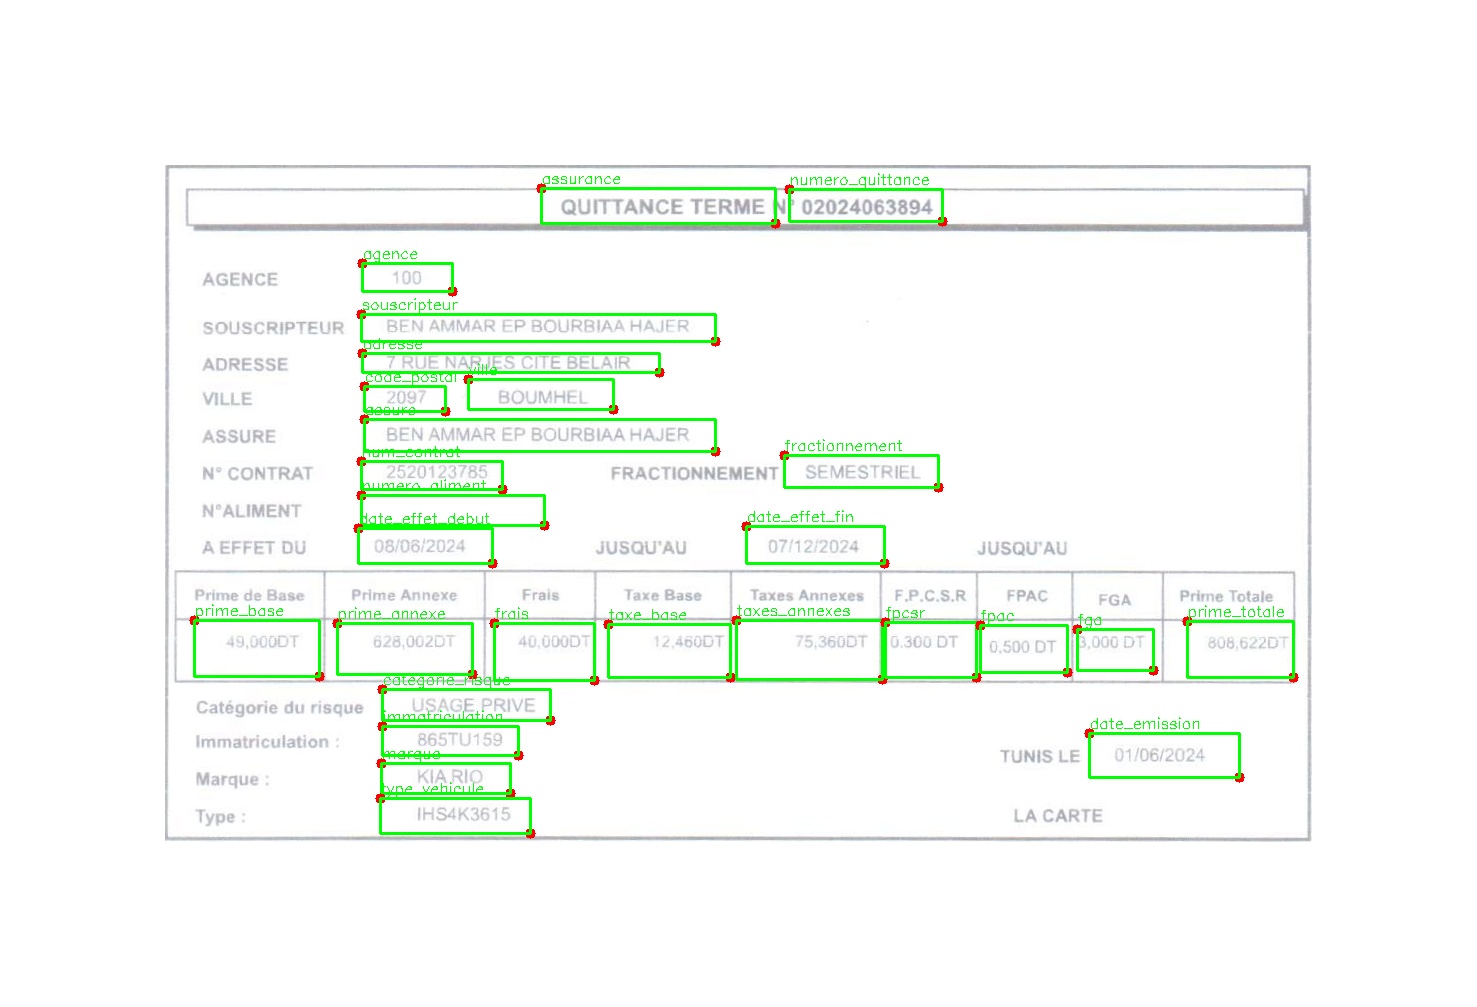 assurance numero_quittance
QUITTANCE TERME N° 02024063894
agence
AGENCE 100
souscripteur
SOUSCRIPTEUR BEN AMMAR EP BOURBIAA HAJER
adresse
ADRESSE 7 RUE NARJES CITE BELAIR
code_postal ville
VILLE 2097 BOUMHEL
assure
ASSURE BEN AMMAR EP BOURBIAA HAJER
num_contrat fractionnement
N° CONTRAT 2520123785 FRACTIONNEMENT SEMESTRIEL
numero_aliment
N°ALIMENT
date_effet_debut date_effet_fin
A EFFET DU 08/06/2024 JUSQU'AU 07/12/2024 JUSQU'AU
Prime de Base Prime Annexe Frais Taxe Base Taxes Annexes F.P.C.S.R FPAC FGA Prime Totale
prime_base prime_annexe frais taxe_base taxes_annexes fpcsr fpac fga prime_totale
49,000DT 628,002DT 40,000DT 12,460DT 75,360DT 0.300 DT 0.500 DT 3,000 DT 808,622DT
categorie_risque
Catégorie du risque USAGE PRIVE
immatriculation
Immatriculation : 865TU159
date_emission
TUNIS LE 01/06/2024
marque
Marque : KIA RIO
type_vehicule
Type : IHS4K3615 LA CARTE